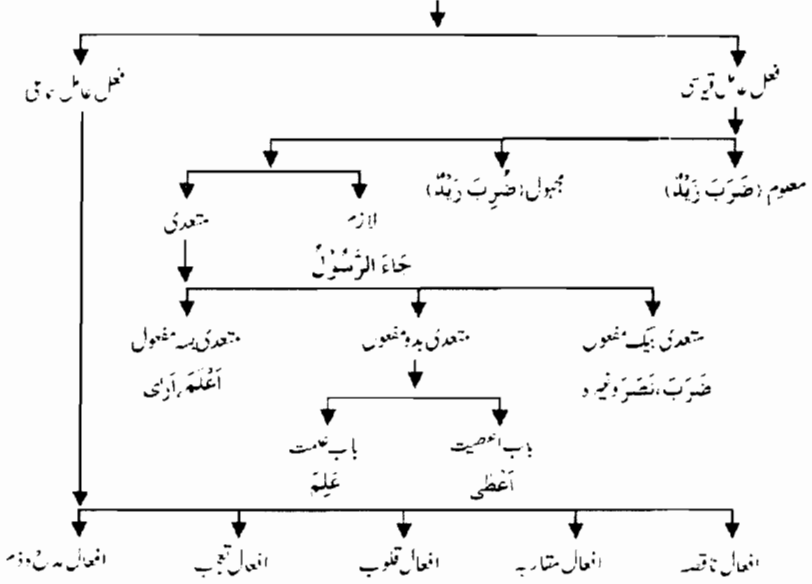 فعل عامل قیاسی
فعل عامل سماعی
معلوم (ضَرَبَ زَیْدٌ)
مجہول (ضُرِبَ زَیْدٌ)
لازم
متعدی
جَاءَ الرَّسُوْلُ
متعدی بیک مفعول
متعدی بدو مفعول
متعدی بسہ مفعول
ضَرَبَ، نَصَرَ وغیرہ
اَعْلَمَ، اَرٰی
باب اعطیت
باب علمت
اَعْطٰی
عَلِمَ
افعال ناقصہ
افعال مقاربہ
افعال قلوب
افعال تعجب
افعال مدح و ذم